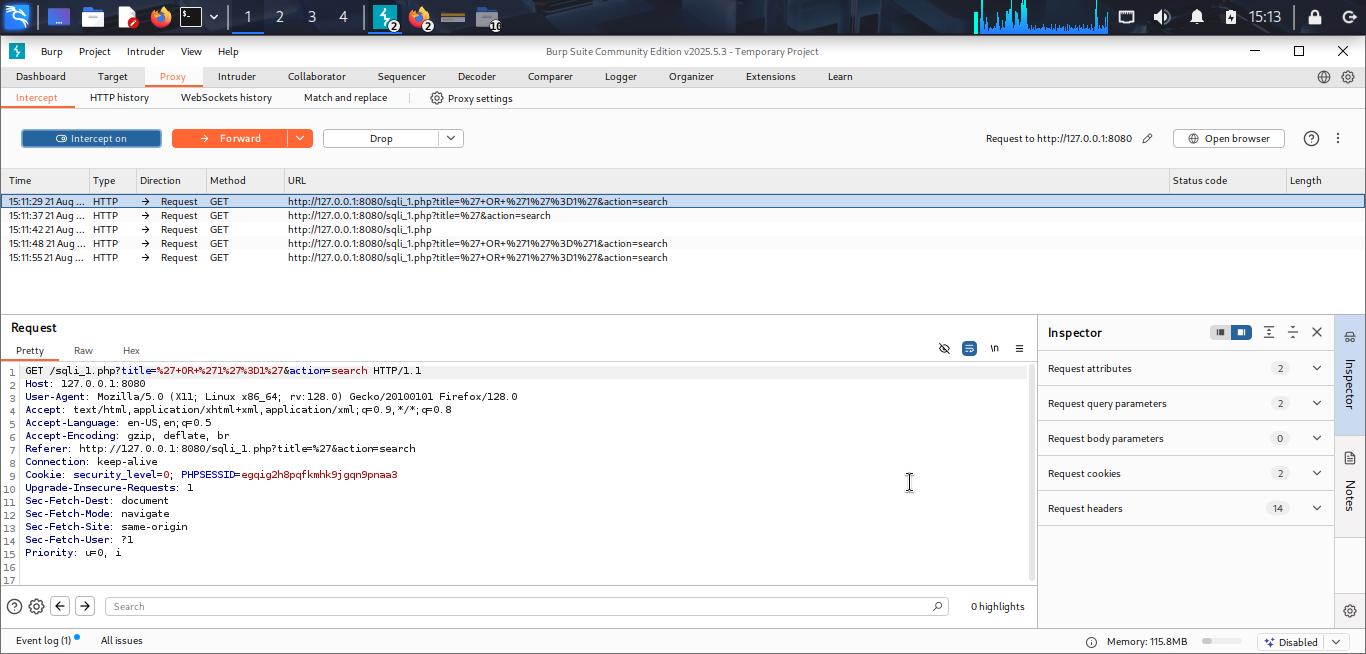 1 2 3 4 2 2 16 15:13
Burp Project Intruder View Help Burp Suite Community Edition v2025.5.3 - Temporary Project
Dashboard Target Proxy Intruder Collaborator Sequencer Decoder Comparer Logger Organizer Extensions Learn
Intercept HTTP history WebSockets history Match and replace Proxy settings
Intercept on Forward Drop Request to http://127.0.0.1:8080 Open browser
Time Type Direction Method URL Status code Length
15:11:29 21 Aug ... HTTP → Request GET http://127.0.0.1:8080/sqli_1.php?title=%27+OR+%271%27%3D1%27&action=search
15:11:37 21 Aug ... HTTP → Request GET http://127.0.0.1:8080/sqli_1.php?title=%27&action=search
15:11:42 21 Aug ... HTTP → Request GET http://127.0.0.1:8080/sqli_1.php
15:11:48 21 Aug ... HTTP → Request GET http://127.0.0.1:8080/sqli_1.php?title=%27+OR+%271%27%3D%271&action=search
15:11:55 21 Aug ... HTTP → Request GET http://127.0.0.1:8080/sqli_1.php?title=%27+OR+%271%27%3D1%27&action=search
Request
Pretty Raw Hex \n
1 GET /sqli_1.php?title=%27+OR+%271%27%3D1%27&action=search HTTP/1.1
2 Host: 127.0.0.1:8080
3 User-Agent: Mozilla/5.0 (X11; Linux x86_64; rv:128.0) Gecko/20100101 Firefox/128.0
4 Accept: text/html,application/xhtml+xml,application/xml;q=0.9,*/*;q=0.8
5 Accept-Language: en-US,en;q=0.5
6 Accept-Encoding: gzip, deflate, br
7 Referer: http://127.0.0.1:8080/sqli_1.php?title=%27&action=search
8 Connection: keep-alive
9 Cookie: security_level=0; PHPSESSID=egqig2h8pqfkmhk9jgqn9pnaa3
10 Upgrade-Insecure-Requests: 1
11 Sec-Fetch-Dest: document
12 Sec-Fetch-Mode: navigate
13 Sec-Fetch-Site: same-origin
14 Sec-Fetch-User: ?1
15 Priority: u=0, i
16
17
Search 0 highlights
Inspector
Request attributes 2
Request query parameters 2
Request body parameters 0
Request cookies 2
Request headers 14
Inspector
Notes
Event log (1) All issues Memory: 115.8MB Disabled